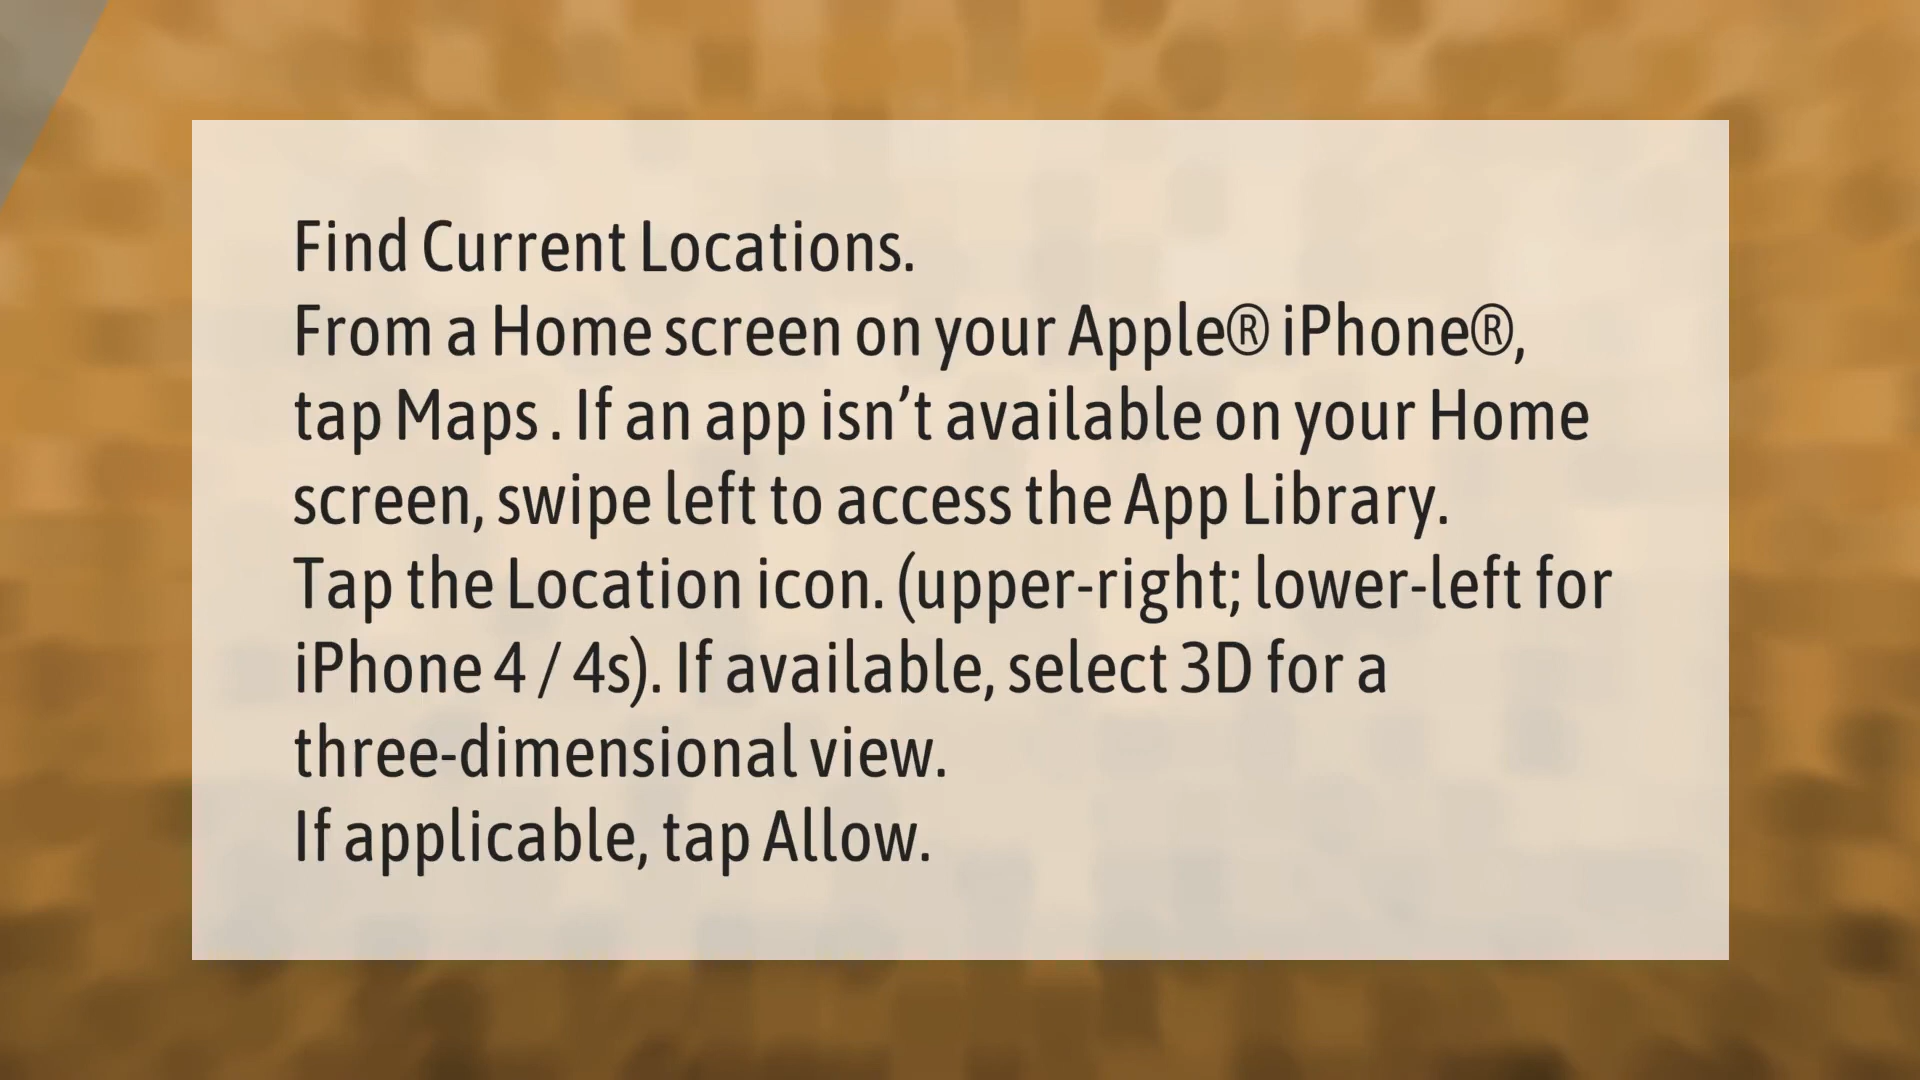 Find Current Locations.
From a Home screen on your Apple® iPhone®,
tap Maps . If an app isn’t available on your Home
screen, swipe left to access the App Library.
Tap the Location icon. (upper-right; lower-left for
iPhone 4 / 4s). If available, select 3D for a
three-dimensional view.
If applicable, tap Allow.